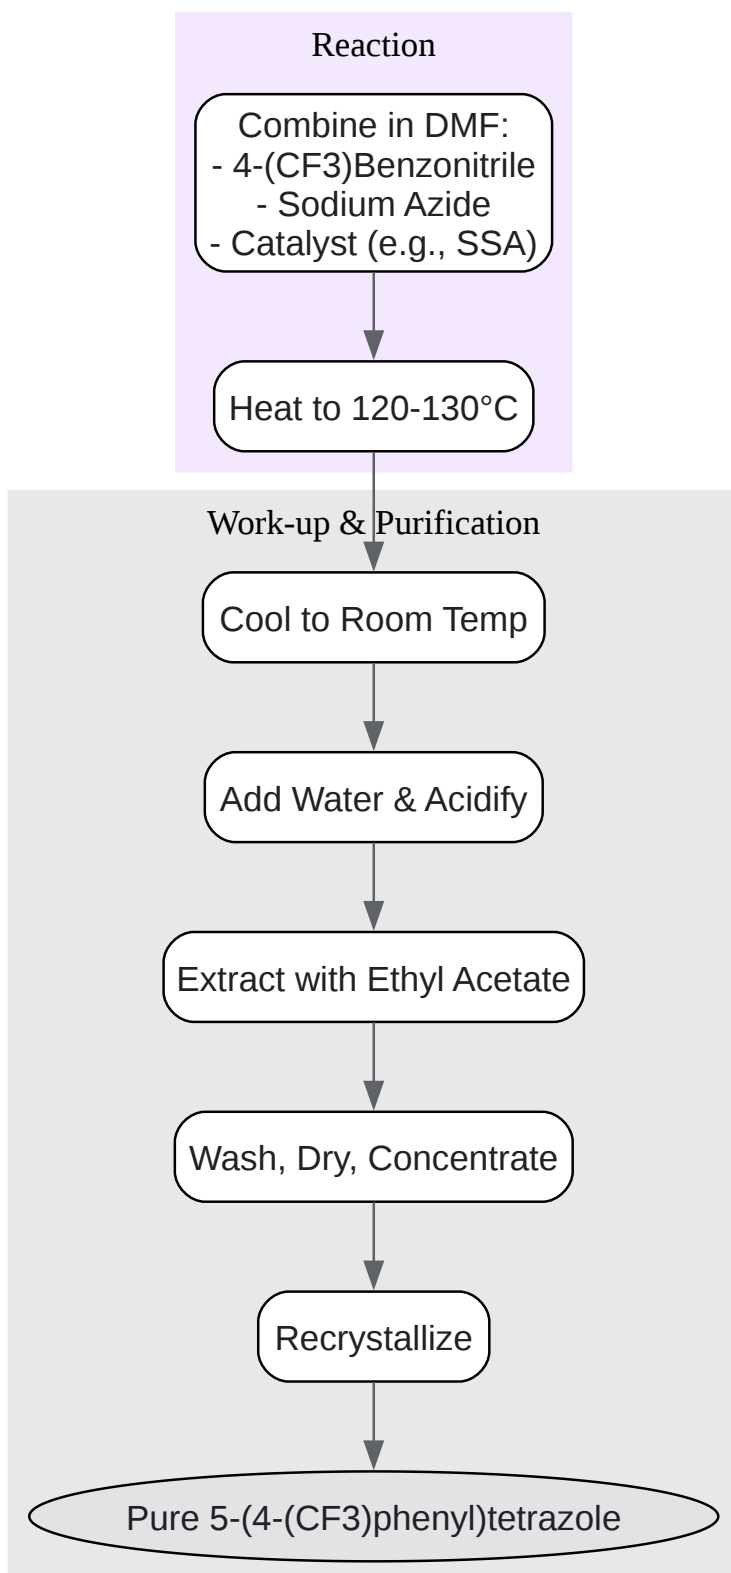 Reaction
Combine in DMF:
- 4-(CF3)Benzonitrile
- Sodium Azide
- Catalyst (e.g., SSA)
Heat to 120-130°C
Work-up & Purification
Cool to Room Temp
Add Water & Acidify
Extract with Ethyl Acetate
Wash, Dry, Concentrate
Recrystallize
Pure 5-(4-(CF3)phenyl)tetrazole